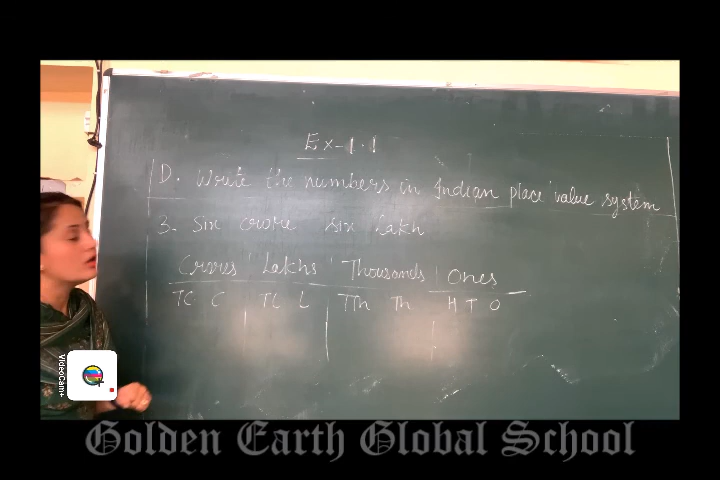 Ex-1.1
D. Write the numbers in Indian place value system
3. Six crore six lakh
Crores Lakhs Thousands Ones
TC C TL L TTh Th H T O
VideoCam+
Golden Earth Global School